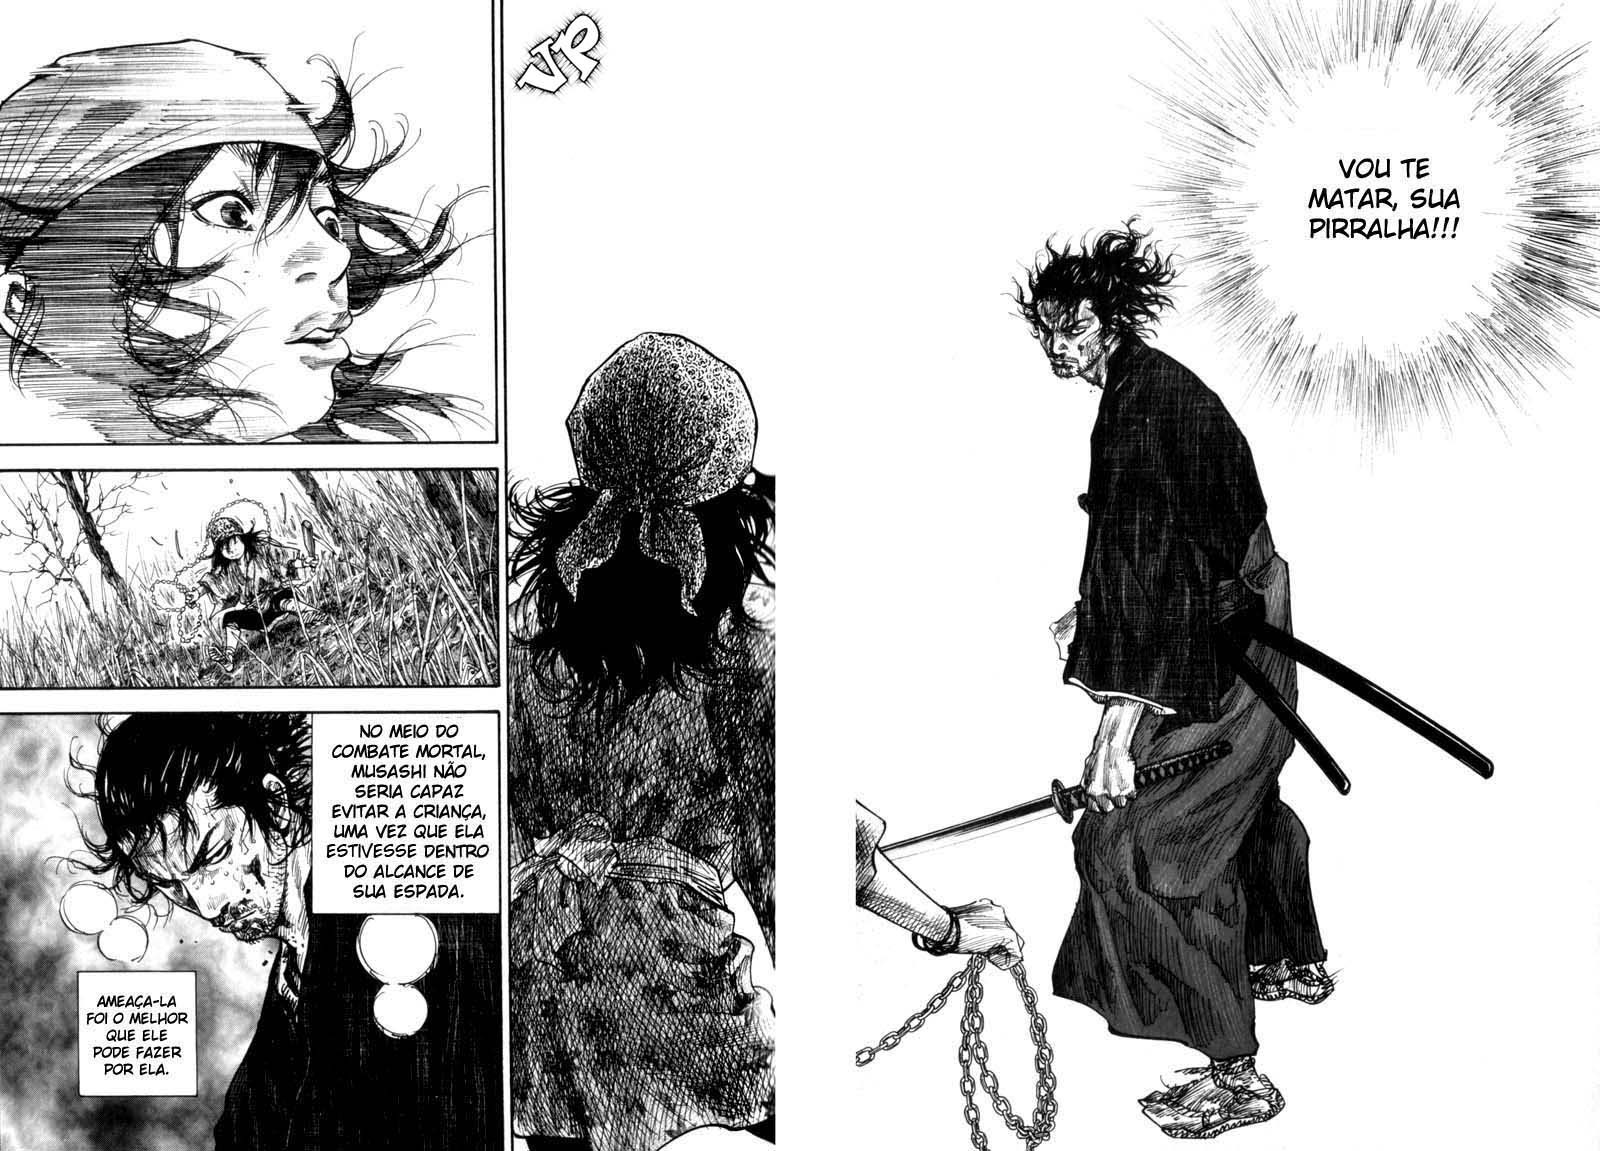 VOU TE
MATAR, SUA
PIRRALHA!!!
VP
NO MEIO DO
COMBATE MORTAL,
MUSASHI NÃO
SERIA CAPAZ
EVITAR A CRIANÇA,
UMA VEZ QUE ELA
ESTIVESSE DENTRO
DO ALCANCE DE
SUA ESPADA.
AMEAÇA-LA
FOI O MELHOR
QUE ELE
PODE FAZER
POR ELA.